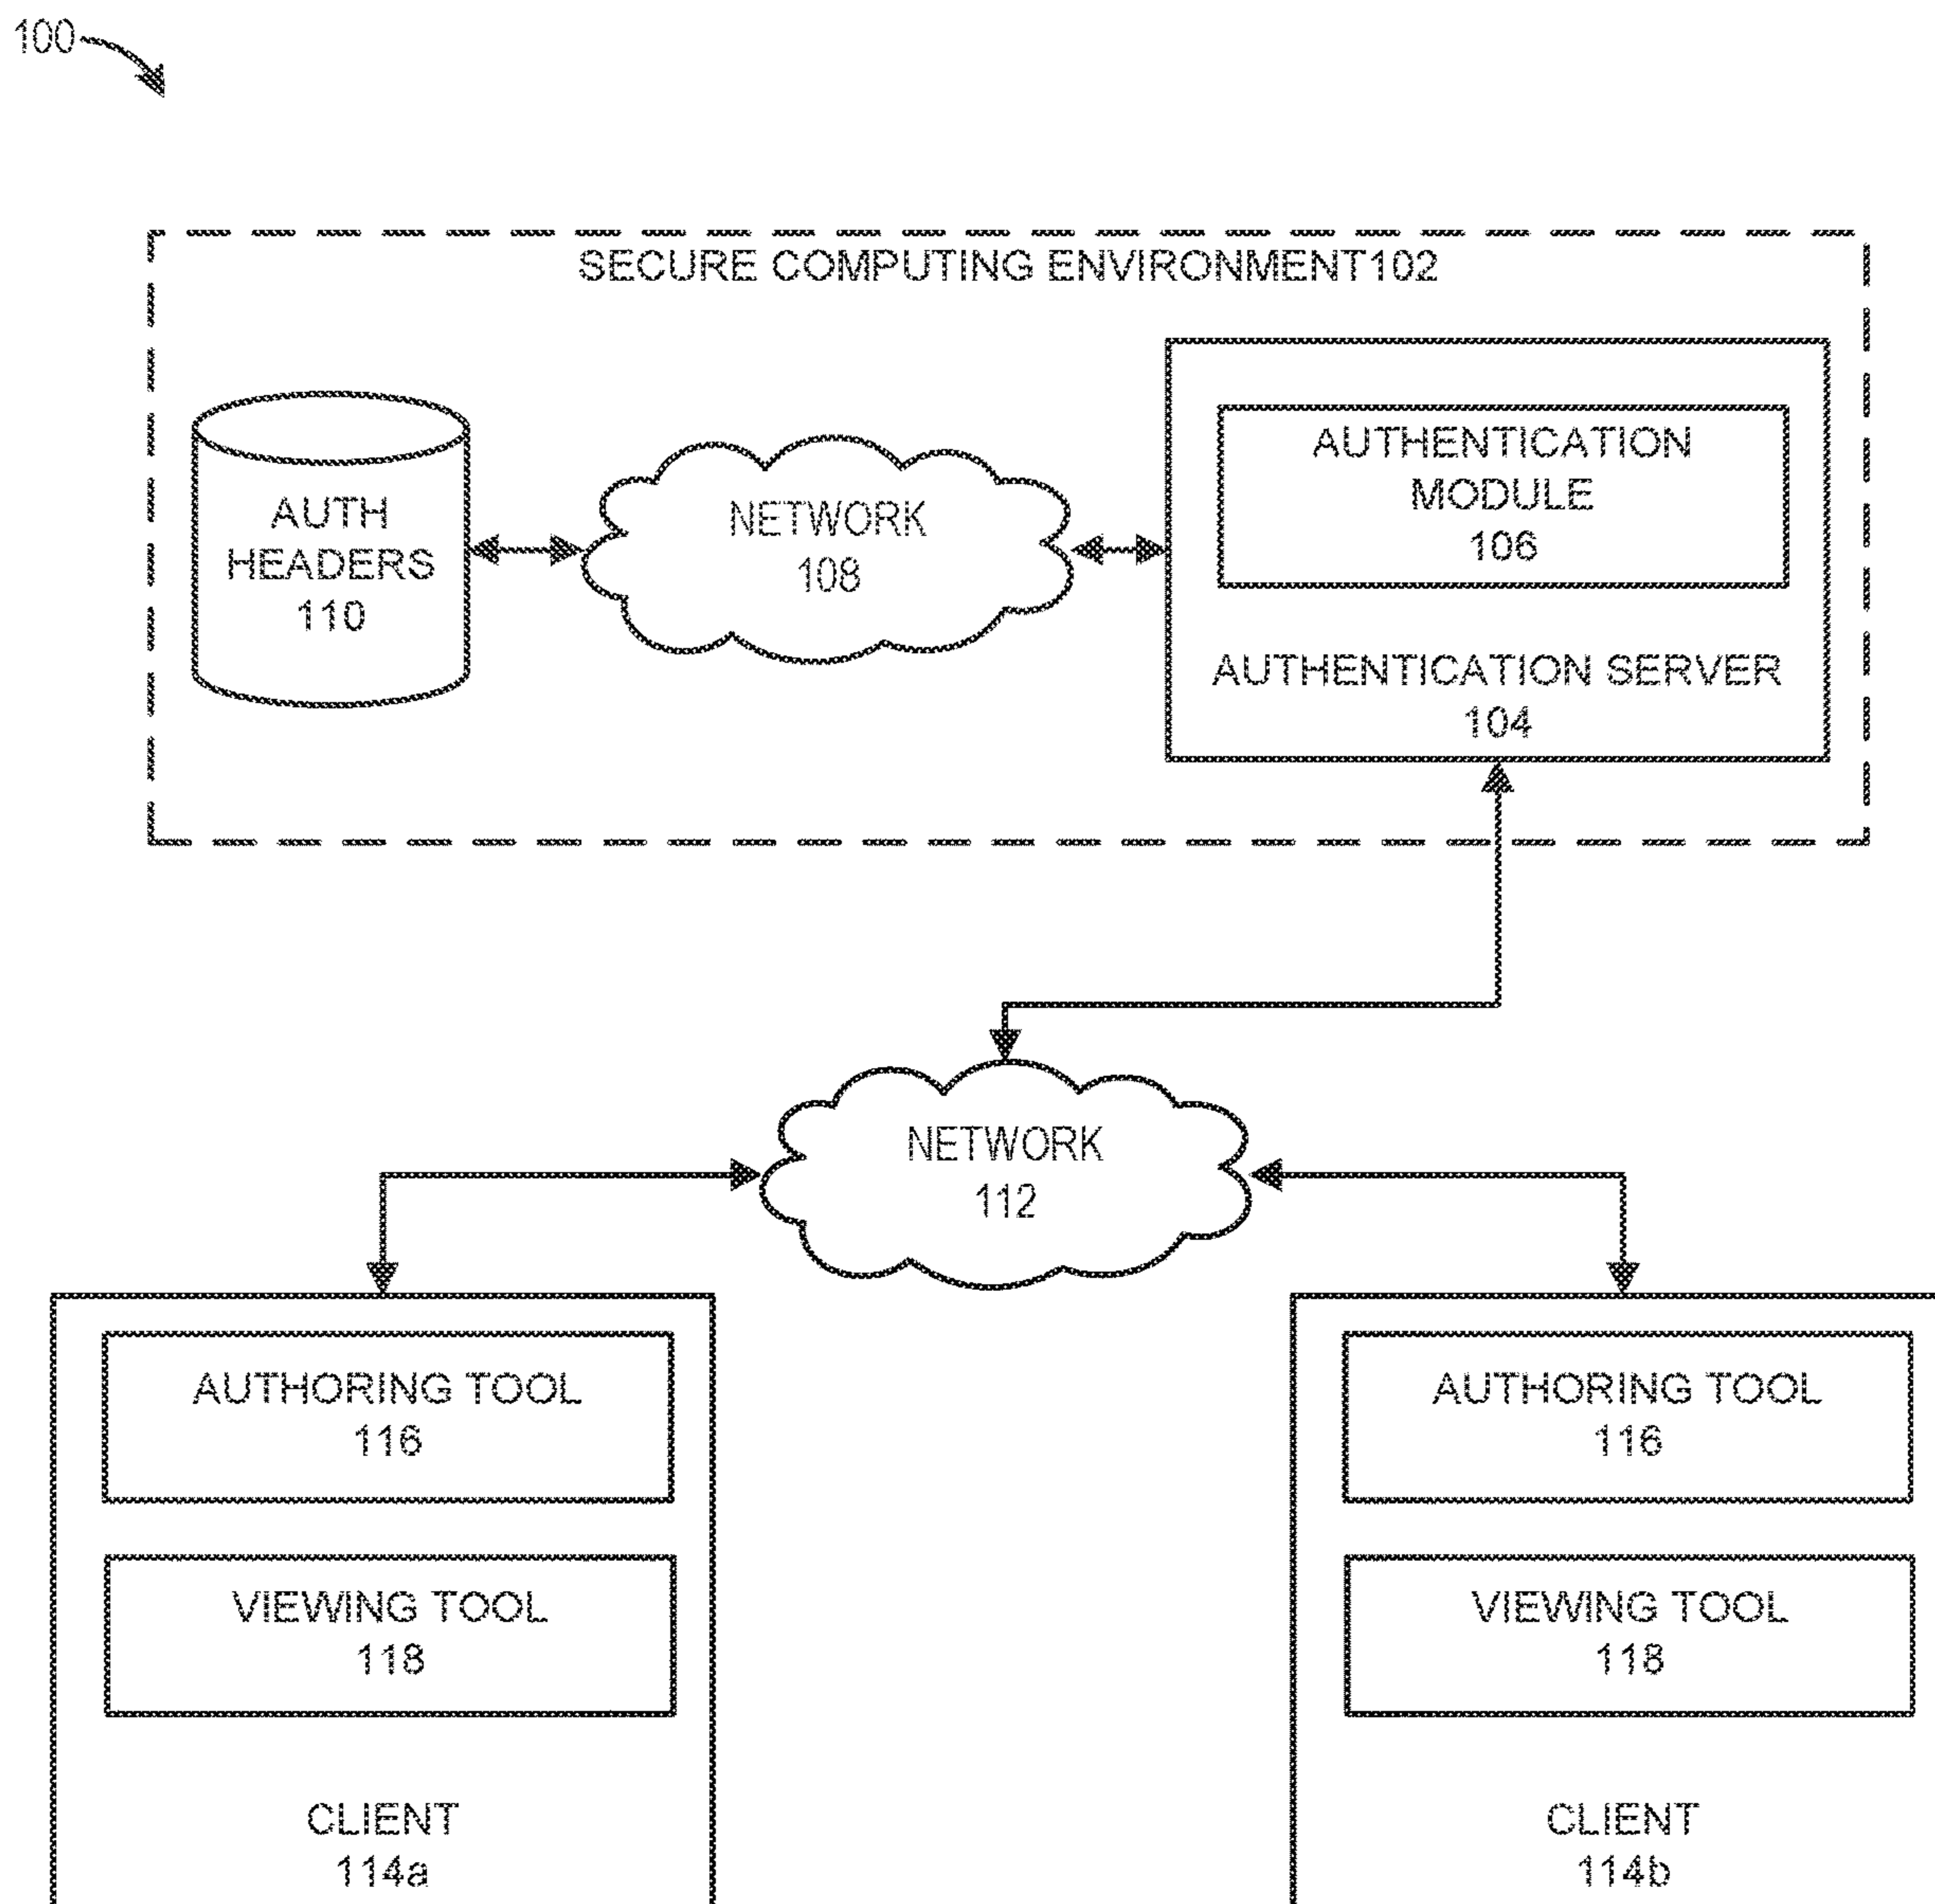 100
SECURE COMPUTING ENVIRONMENT102
AUTH
HEADERS
110
NETWORK
108
AUTHENTICATION
MODULE
106
AUTHENTICATION SERVER
104
NETWORK
112
AUTHORING TOOL
116
VIEWING TOOL
118
CLIENT
114a
AUTHORING TOOL
116
VIEWING TOOL
118
CLIENT
114b